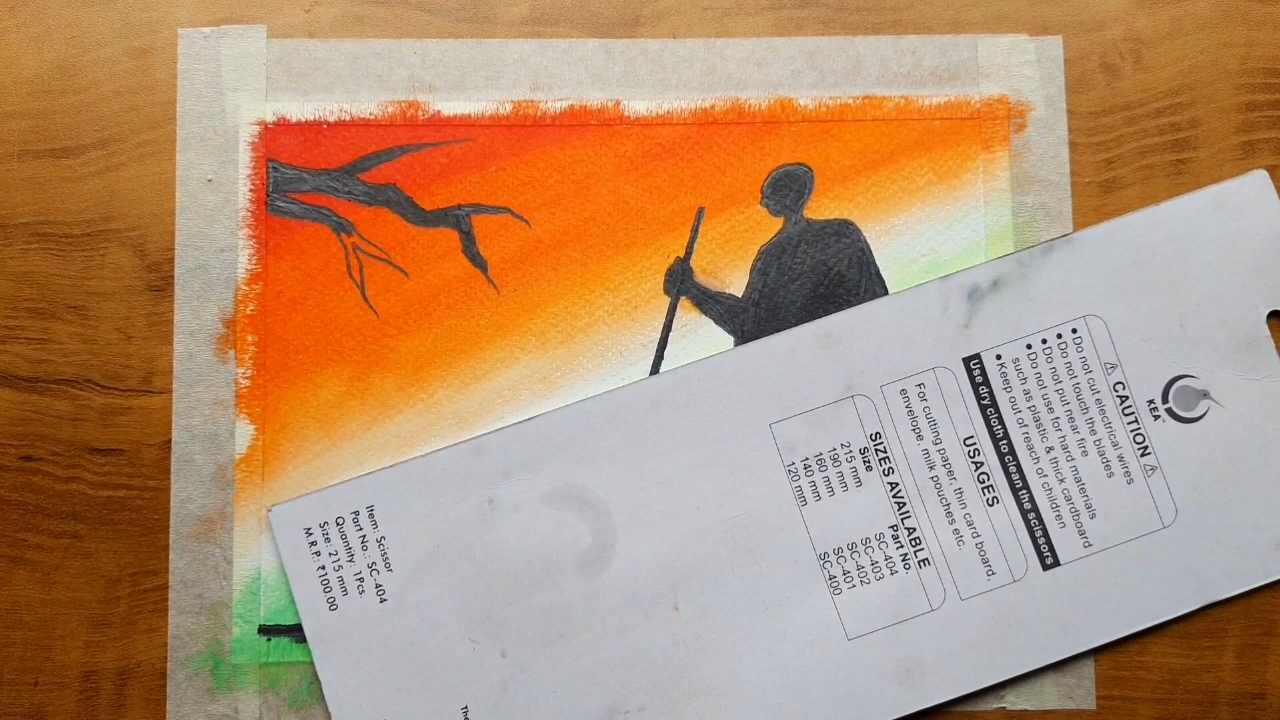 KEA™
⚠ CAUTION ⚠
• Do not cut electrical wires
• Do not touch the blades
• Do not put near fire
• Do not use for hard materials
such as plastic & thick cardboard
• Keep out of reach of children
Use dry cloth to clean the scissors
USAGES
For cutting paper, thin card board,
envelope, milk pouches etc.
SIZES AVAILABLE
Size Part No.
215 mm SC-404
190 mm SC-403
160 mm SC-402
140 mm SC-401
120 mm SC-400
Item: Scissor
Part No.: SC-404
Quantity: 1Pcs.
Size: 215 mm
M.R.P.: ₹100.00